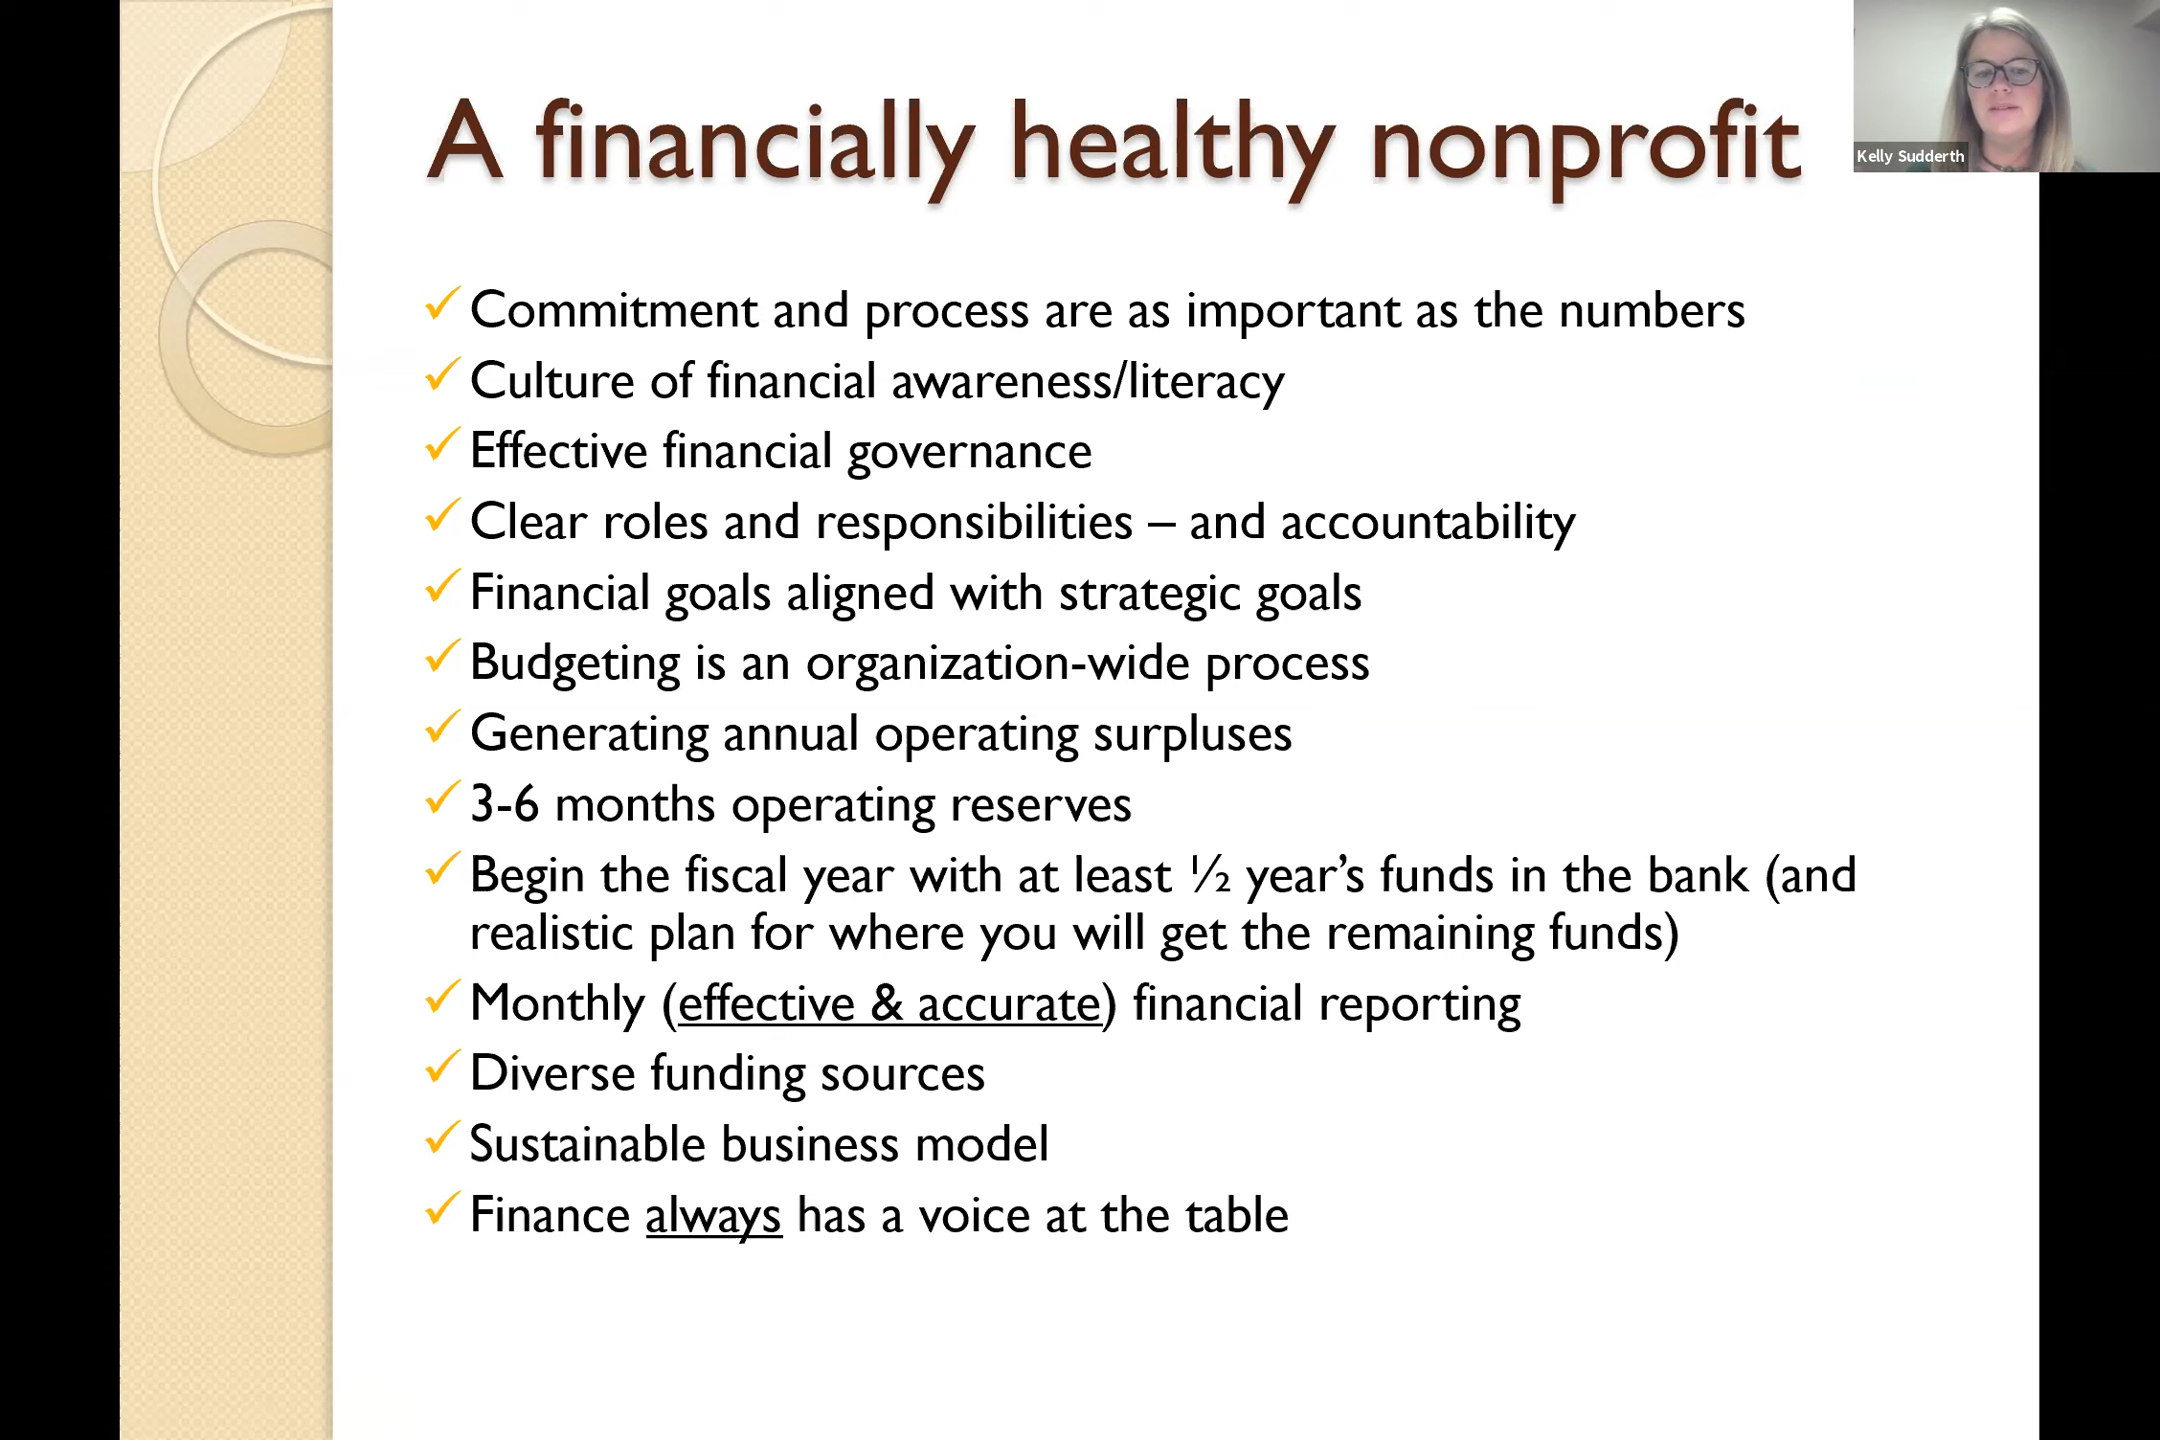 A financially healthy nonprofit
Kelly Sudderth
Commitment and process are as important as the numbers
Culture of financial awareness/literacy
Effective financial governance
Clear roles and responsibilities – and accountability
Financial goals aligned with strategic goals
Budgeting is an organization-wide process
Generating annual operating surpluses
3-6 months operating reserves
Begin the fiscal year with at least ½ year’s funds in the bank (and
realistic plan for where you will get the remaining funds)
Monthly (effective & accurate) financial reporting
Diverse funding sources
Sustainable business model
Finance always has a voice at the table